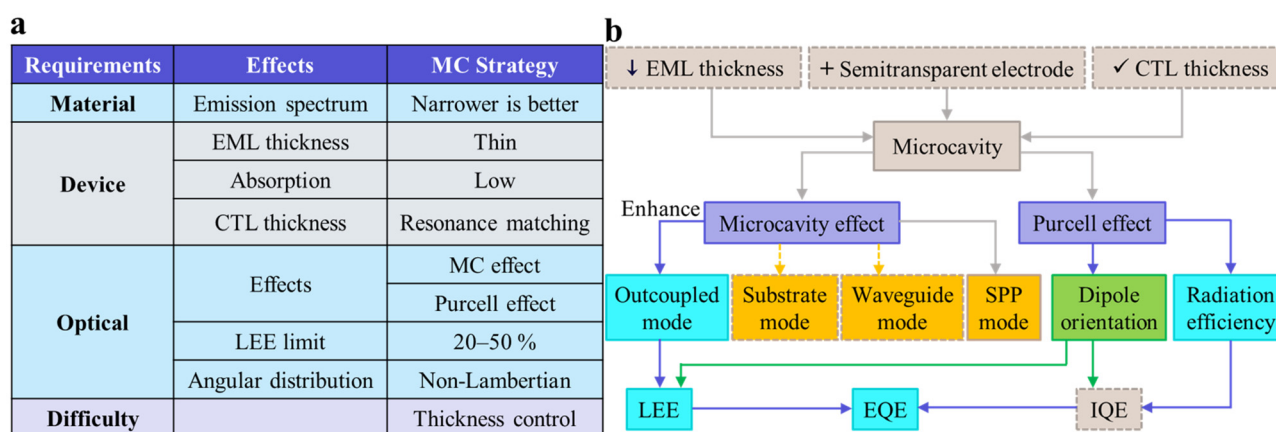 a
Requirements Effects MC Strategy
Material Emission spectrum Narrower is better
Device EML thickness Thin
Absorption Low
CTL thickness Resonance matching
Optical Effects MC effect
Purcell effect
LEE limit 20–50 %
Angular distribution Non-Lambertian
Difficulty Thickness control
b
↓ EML thickness + Semitransparent electrode ✓ CTL thickness
Microcavity
Enhance Microcavity effect Purcell effect
Outcoupled mode
Substrate mode
Waveguide mode
SPP mode
Dipole orientation
Radiation efficiency
LEE EQE IQE